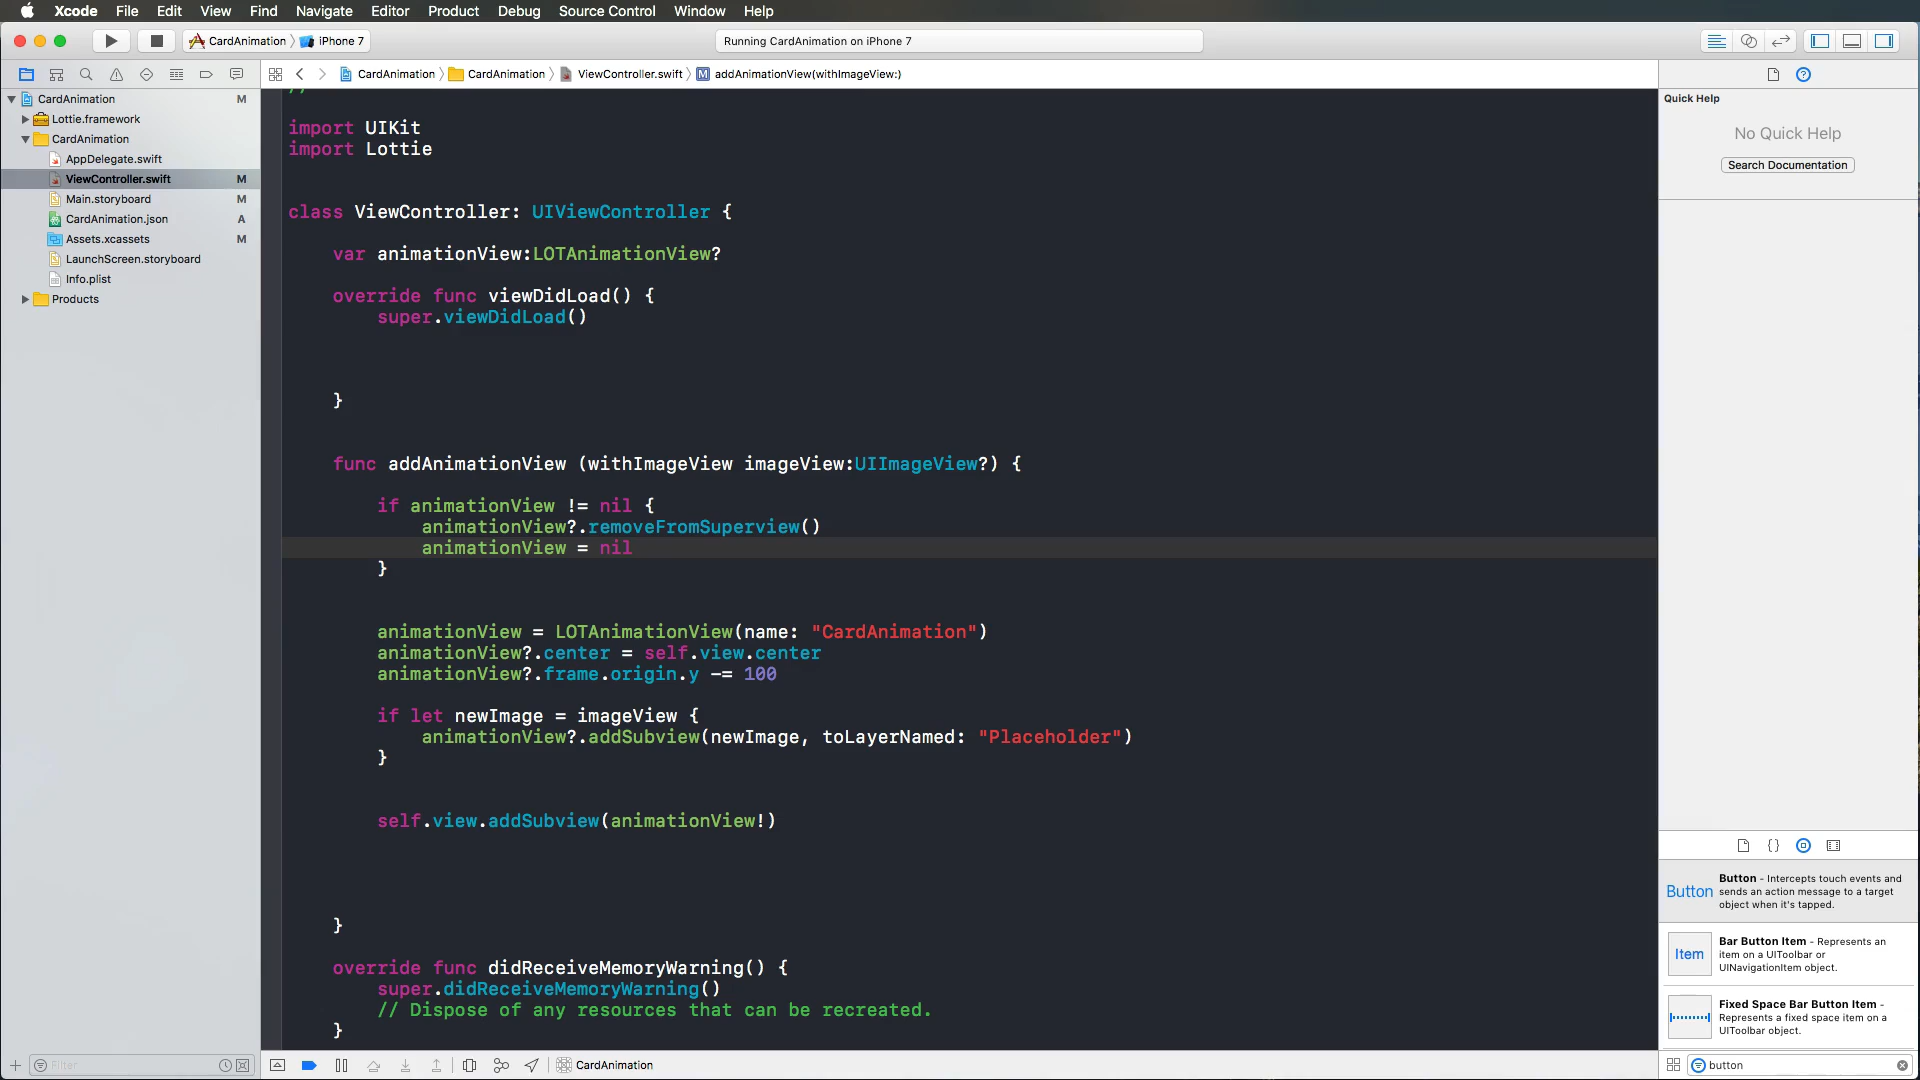 Xcode File Edit View Find Navigate Editor Product Debug Source Control Window Help
CardAnimation iPhone 7
Running CardAnimation on iPhone 7
CardAnimation CardAnimation ViewController.swift M addAnimationView(withImageView:)
CardAnimation M
Lottie.framework
CardAnimation
AppDelegate.swift
ViewController.swift M
Main.storyboard M
CardAnimation.json A
Assets.xcassets M
LaunchScreen.storyboard
Info.plist
Products
Filter
//
import UIKit
import Lottie
class ViewController: UIViewController {
var animationView:LOTAnimationView?
override func viewDidLoad() {
super.viewDidLoad()
}
func addAnimationView (withImageView imageView:UIImageView?) {
if animationView != nil {
animationView?.removeFromSuperview()
animationView = nil
}
animationView = LOTAnimationView(name: "CardAnimation")
animationView?.center = self.view.center
animationView?.frame.origin.y -= 100
if let newImage = imageView {
animationView?.addSubview(newImage, toLayerNamed: "Placeholder")
}
self.view.addSubview(animationView!)
}
override func didReceiveMemoryWarning() {
super.didReceiveMemoryWarning()
// Dispose of any resources that can be recreated.
}
CardAnimation
Quick Help
No Quick Help
Search Documentation
{}
Button
Button - Intercepts touch events and
sends an action message to a target
object when it's tapped.
Item
Bar Button Item - Represents an
item on a UIToolbar or
UINavigationItem object.
Fixed Space Bar Button Item -
Represents a fixed space item on a
UIToolbar object.
button